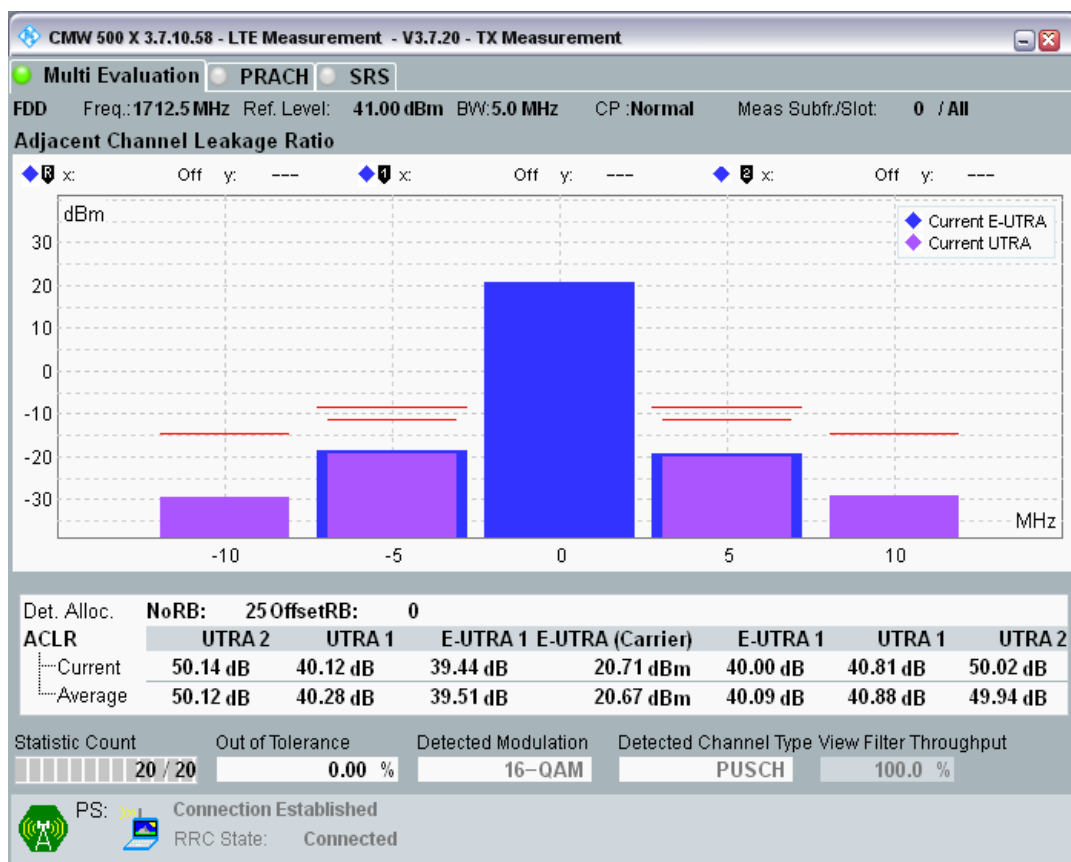 CMW 500 X 3.7.10.58 - LTE Measurement - V3.7.20 - TX Measurement
Multi Evaluation PRACH SRS
FDD Freq.:1712.5 MHz Ref. Level: 41.00 dBm BW:5.0 MHz CP :Normal Meas Subfr./Slot: 0 / All
Adjacent Channel Leakage Ratio
R x: Off y: --- 1 x: Off y: --- 2 x: Off y: ---
dBm
Current E-UTRA
Current UTRA
30
20
10
0
-10
-20
-30
MHz
-10 -5 0 5 10
Det. Alloc. NoRB: 25 OffsetRB: 0
ACLR UTRA 2 UTRA 1 E-UTRA 1 E-UTRA (Carrier) E-UTRA 1 UTRA 1 UTRA 2
Current 50.14 dB 40.12 dB 39.44 dB 20.71 dBm 40.00 dB 40.81 dB 50.02 dB
Average 50.12 dB 40.28 dB 39.51 dB 20.67 dBm 40.09 dB 40.88 dB 49.94 dB
Statistic Count Out of Tolerance Detected Modulation Detected Channel Type View Filter Throughput
20 / 20 0.00 % 16-QAM PUSCH 100.0 %
PS: Connection Established
RRC State: Connected